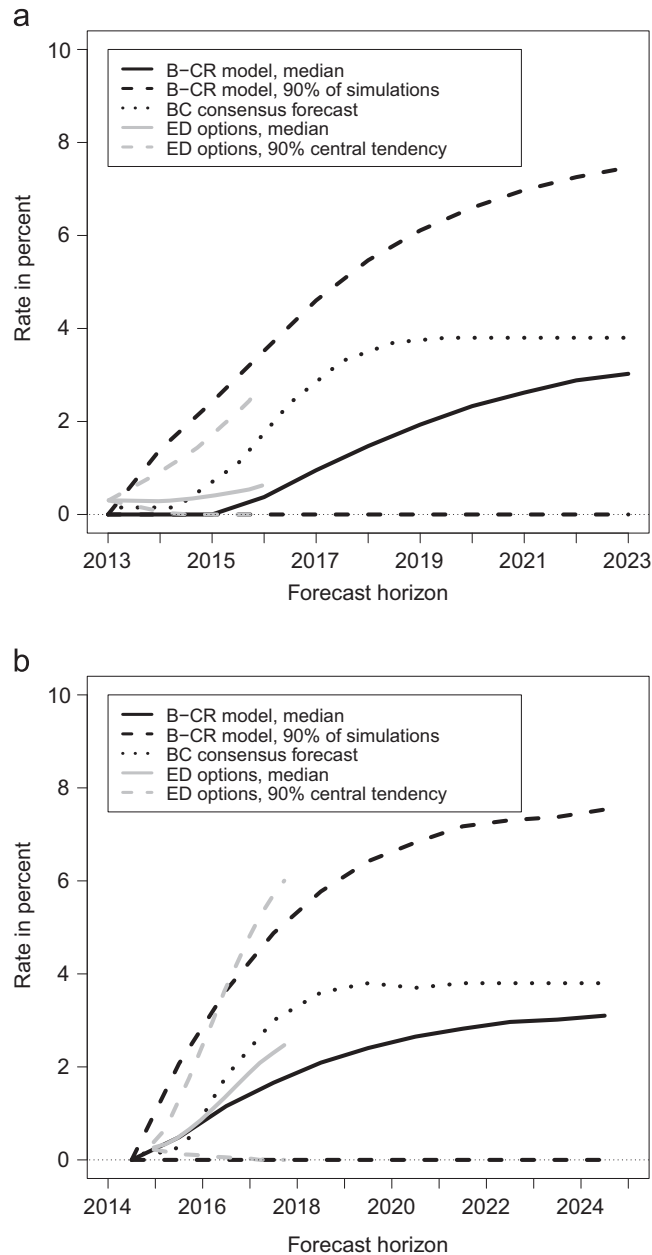 a
10
8
6
4
2
0
Rate in percent
B−CR model, median
B−CR model, 90% of simulations
BC consensus forecast
ED options, median
ED options, 90% central tendency
2013 2015 2017 2019 2021 2023
Forecast horizon
b
10
8
6
4
2
0
Rate in percent
B−CR model, median
B−CR model, 90% of simulations
BC consensus forecast
ED options, median
ED options, 90% central tendency
2014 2016 2018 2020 2022 2024
Forecast horizon